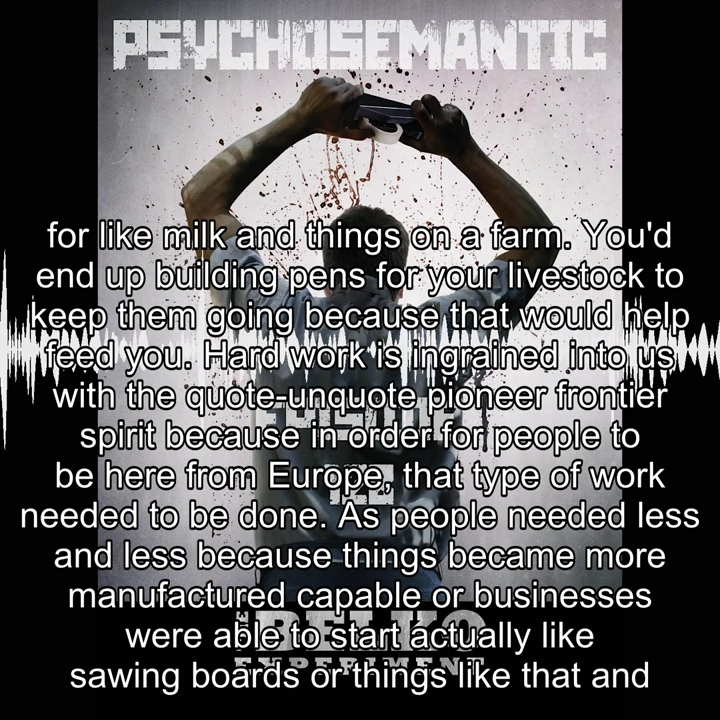 PSYCHOSEMANTIC
for like milk and things on a farm. You'd
end up building pens for your livestock to
keep them going because that would help
feed you. Hard work is ingrained into us
with the quote-unquote pioneer frontier
spirit because in order for people to
be here from Europe, that type of work
needed to be done. As people needed less
and less because things became more
manufactured capable or businesses
were able to start actually like
sawing boards or things like that and
THE BELKO
EXPERIMENT